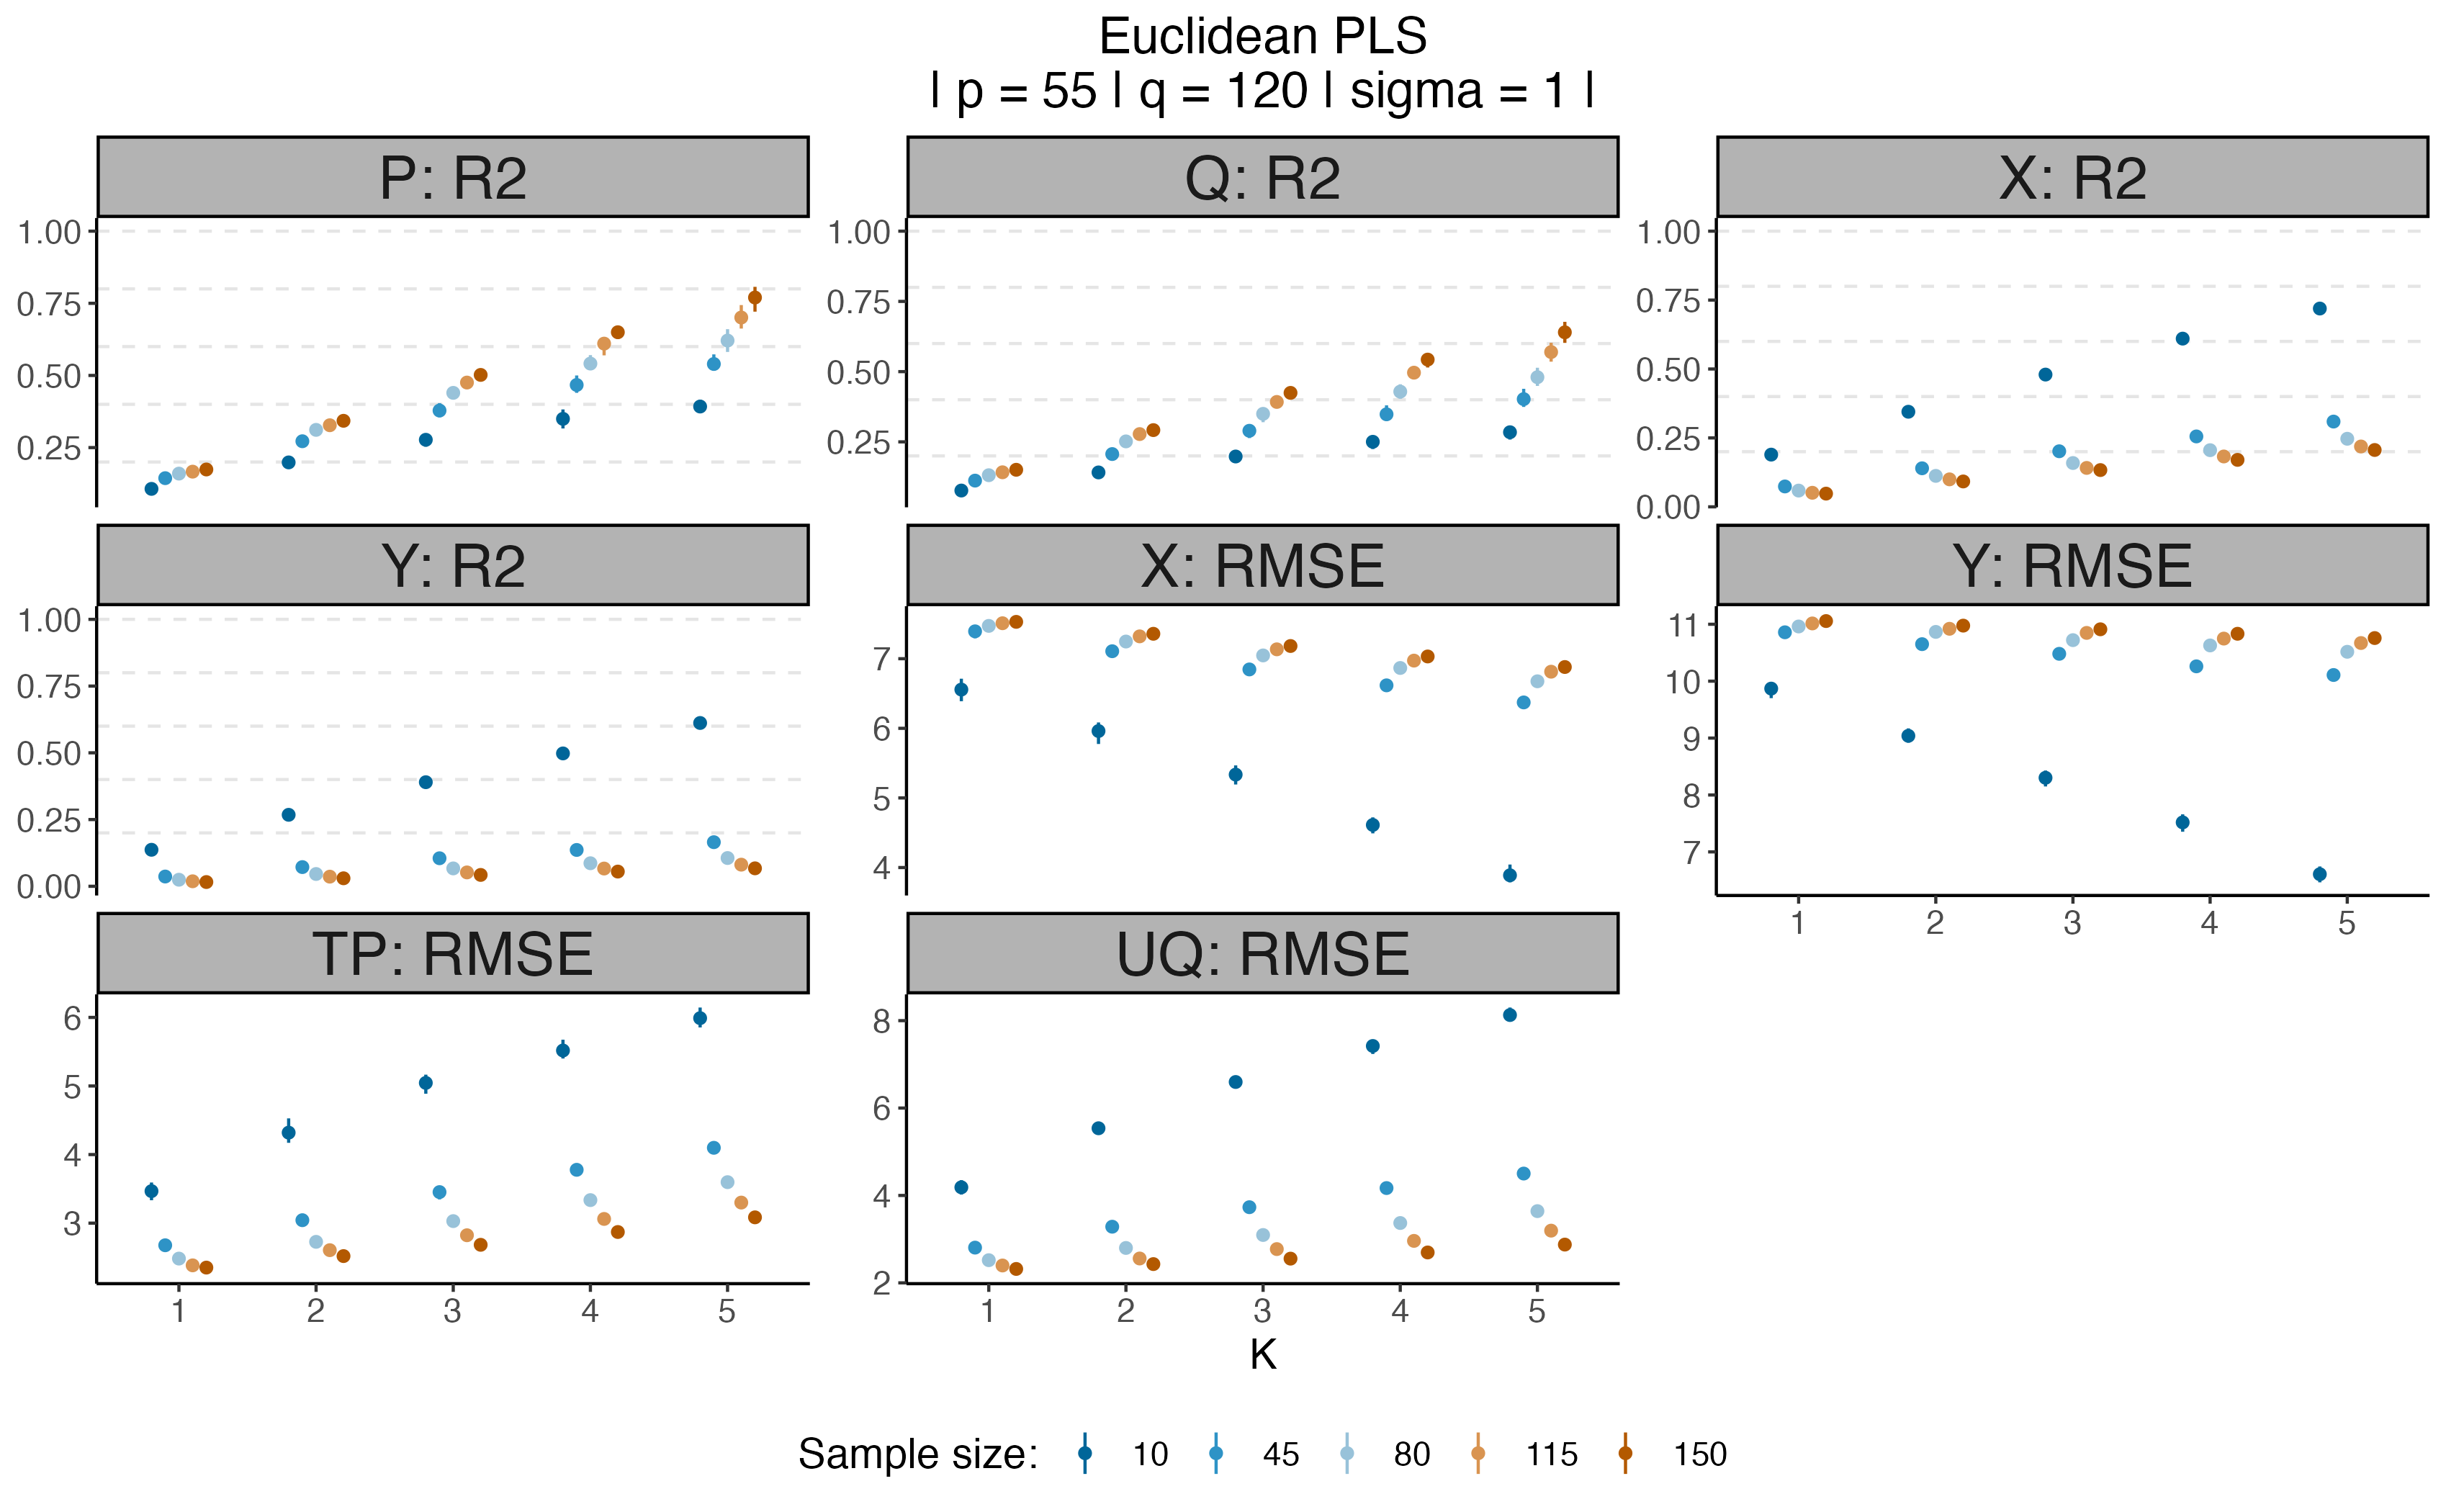 Euclidean PLS
| p = 55 | q = 120 | sigma = 1 |
P: R2
Q: R2
X: R2
1.00
0.75
0.50
0.25
1.00
0.75
0.50
0.25
1.00
0.75
0.50
0.25
0.00
Y: R2
X: RMSE
Y: RMSE
1.00
0.75
0.50
0.25
0.00
7
6
5
4
11
10
9
8
7
1 2 3 4 5
TP: RMSE
UQ: RMSE
6
5
4
3
1 2 3 4 5
8
6
4
2
1 2 3 4 5
K
Sample size: 10 45 80 115 150